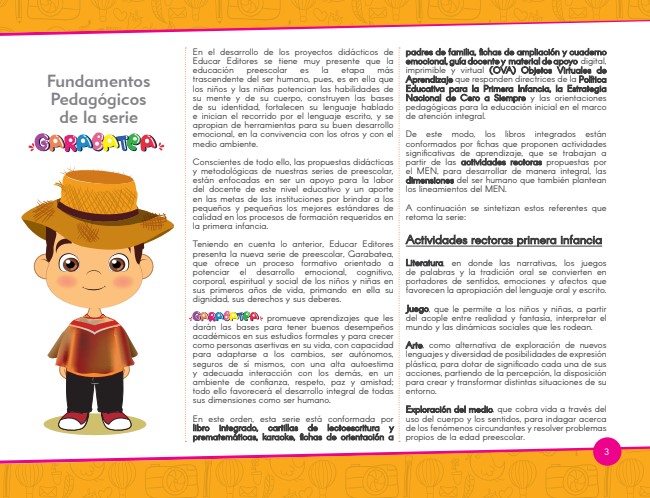 Fundamentos
Pedagógicos
de la serie
GARABATEA
En el desarrollo de los proyectos didácticos de
Educar Editores se tiene muy presente que la
educación preescolar es la etapa más
trascendente del ser humano, pues, es en ella que
los niños y las niñas potencian las habilidades de
su mente y de su cuerpo, construyen las bases
de su identidad, fortalecen su lenguaje hablado
e inician el recorrido por el lenguaje escrito, y se
apropian de herramientas para su buen desarrollo
emocional, en la convivencia con los otros y con el
medio ambiente.
Conscientes de todo ello, las propuestas didácticas
y metodológicas de nuestras series de preescolar,
están enfocadas en ser un apoyo para la labor
del docente de este nivel educativo y un aporte
en las metas de las instituciones por brindar a los
pequeños y pequeñas los mejores estándares de
calidad en los procesos de formación requeridos en
la primera infancia.
Teniendo en cuenta lo anterior, Educar Editores
presenta la nueva serie de preescolar, Garabatea,
que ofrece un proceso formativo orientado a
potenciar el desarrollo emocional, cognitivo,
corporal, espiritual y social de los niños y niñas en
sus primeros años de vida, primando en ella su
dignidad, sus derechos y sus deberes.
GARABATEA promueve aprendizajes que les
darán las bases para tener buenos desempeños
académicos en sus estudios formales y para crecer
como personas asertivas en su vida, con capacidad
para adaptarse a los cambios, ser autónomos,
seguros de sí mismos, con una alta autoestima
y adecuada interacción con los demás, en un
ambiente de confianza, respeto, paz y amistad;
todo ello favorecerá el desarrollo integral de todas
sus dimensiones como ser humano.
En este orden, esta serie está conformada por
libro integrado, cartillas de lectoescritura y
prematemáticas, karaoke, fichas de orientación a
padres de familia, fichas de ampliación y cuaderno
emocional, guía docente y material de apoyo digital,
imprimible y virtual (OVA) Objetos Virtuales de
Aprendizaje que responden directrices de la Política
Educativa para la Primera Infancia, la Estrategia
Nacional de Cero a Siempre y las orientaciones
pedagógicas para la educación inicial en el marco
de atención integral.
De este modo, los libros integrados están
conformados por fichas que proponen actividades
significativas de aprendizaje, que se trabajan a
partir de las actividades rectoras propuestas por
el MEN, para desarrollar de manera integral, las
dimensiones del ser humano que también plantean
los lineamientos del MEN.
A continuación se sintetizan estos referentes que
retoma la serie:
Actividades rectoras primera infancia
Literatura, en donde las narrativas, los juegos
de palabras y la tradición oral se convierten en
portadores de sentidos, emociones y afectos que
favorecen la apropiación del lenguaje oral y escrito.
Juego, que le permite a los niños y niñas, a partir
del acople entre realidad y fantasía, interpretar el
mundo y las dinámicas sociales que les rodean.
Arte, como alternativa de exploración de nuevos
lenguajes y diversidad de posibilidades de expresión
plástica, para dotar de significado cada una de sus
acciones, partiendo de la percepción, la disposición
para crear y transformar distintas situaciones de su
entorno.
Exploración del medio, que cobra vida a través del
uso del cuerpo y los sentidos, para indagar acerca
de los fenómenos circundantes y resolver problemas
propios de la edad preescolar.
3